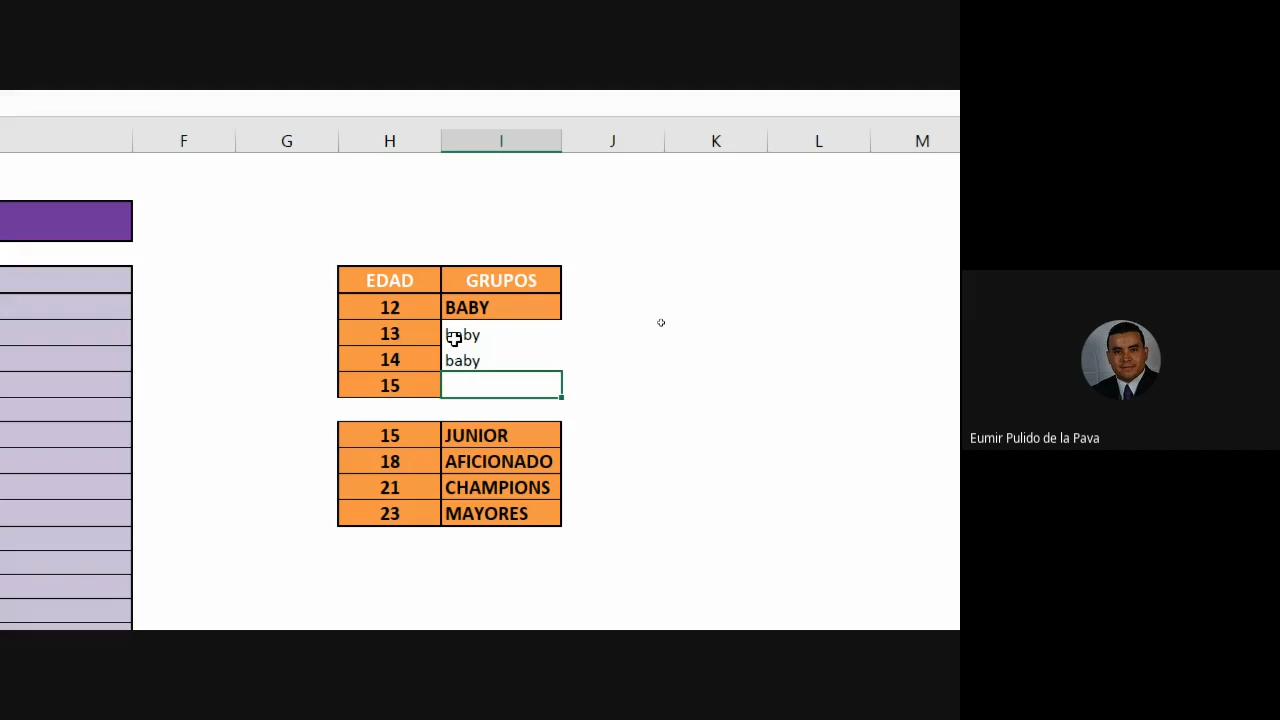 F G H I J K L M
EDAD GRUPOS
12 BABY
13 baby
14 baby
15
15 JUNIOR
18 AFICIONADO
21 CHAMPIONS
23 MAYORES
Eumir Pulido de la Pava